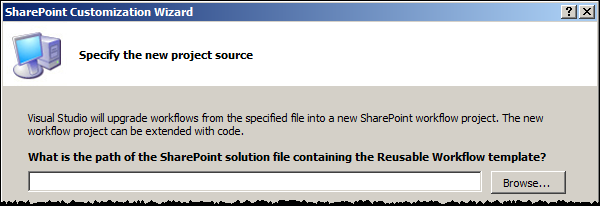 SharePoint Customization Wizard
Specify the new project source
Visual Studio will upgrade workflows from the specified file into a new SharePoint workflow project. The new
workflow project can be extended with code.
What is the path of the SharePoint solution file containing the Reusable Workflow template?
Browse...